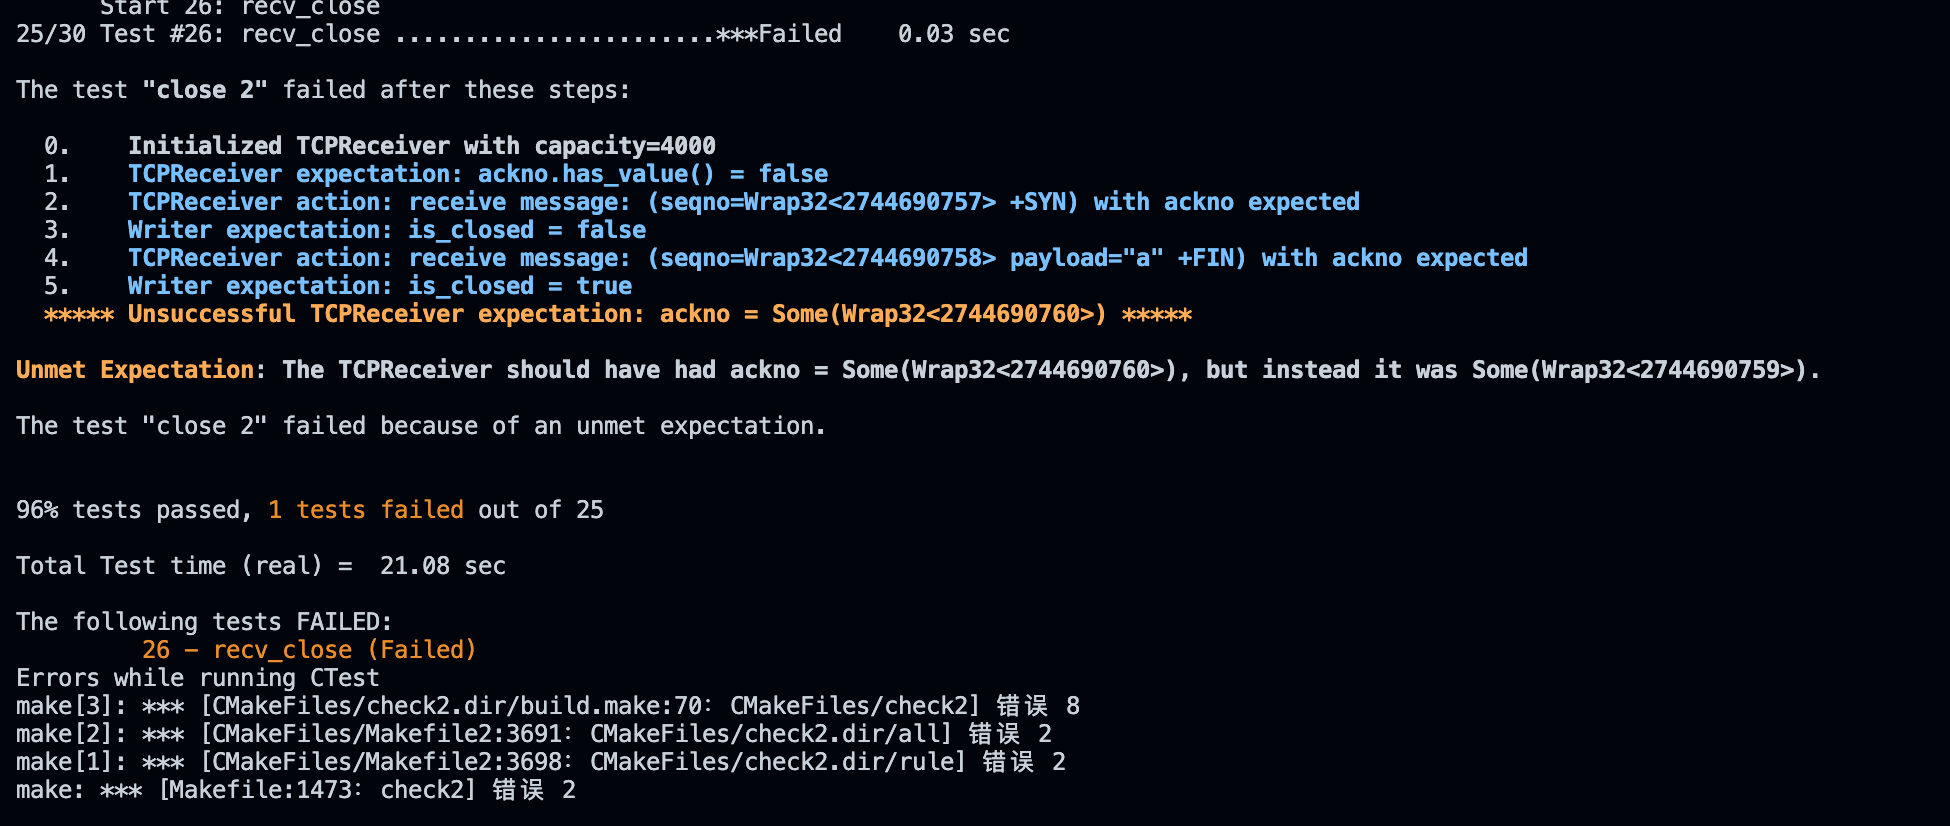 Start 26: recv_close
25/30 Test #26: recv_close .......................***Failed    0.03 sec
The test "close 2" failed after these steps:
0.    Initialized TCPReceiver with capacity=4000
1.    TCPReceiver expectation: ackno.has_value() = false
2.    TCPReceiver action: receive message: (seqno=Wrap32<2744690757> +SYN) with ackno expected
3.    Writer expectation: is_closed = false
4.    TCPReceiver action: receive message: (seqno=Wrap32<2744690758> payload="a" +FIN) with ackno expected
5.    Writer expectation: is_closed = true
***** Unsuccessful TCPReceiver expectation: ackno = Some(Wrap32<2744690760>) *****
Unmet Expectation: The TCPReceiver should have had ackno = Some(Wrap32<2744690760>), but instead it was Some(Wrap32<2744690759>).
The test "close 2" failed because of an unmet expectation.
96% tests passed, 1 tests failed out of 25
Total Test time (real) =  21.08 sec
The following tests FAILED:
26 – recv_close (Failed)
Errors while running CTest
make[3]: *** [CMakeFiles/check2.dir/build.make:70：CMakeFiles/check2] 错误 8
make[2]: *** [CMakeFiles/Makefile2:3691：CMakeFiles/check2.dir/all] 错误 2
make[1]: *** [CMakeFiles/Makefile2:3698：CMakeFiles/check2.dir/rule] 错误 2
make: *** [Makefile:1473：check2] 错误 2